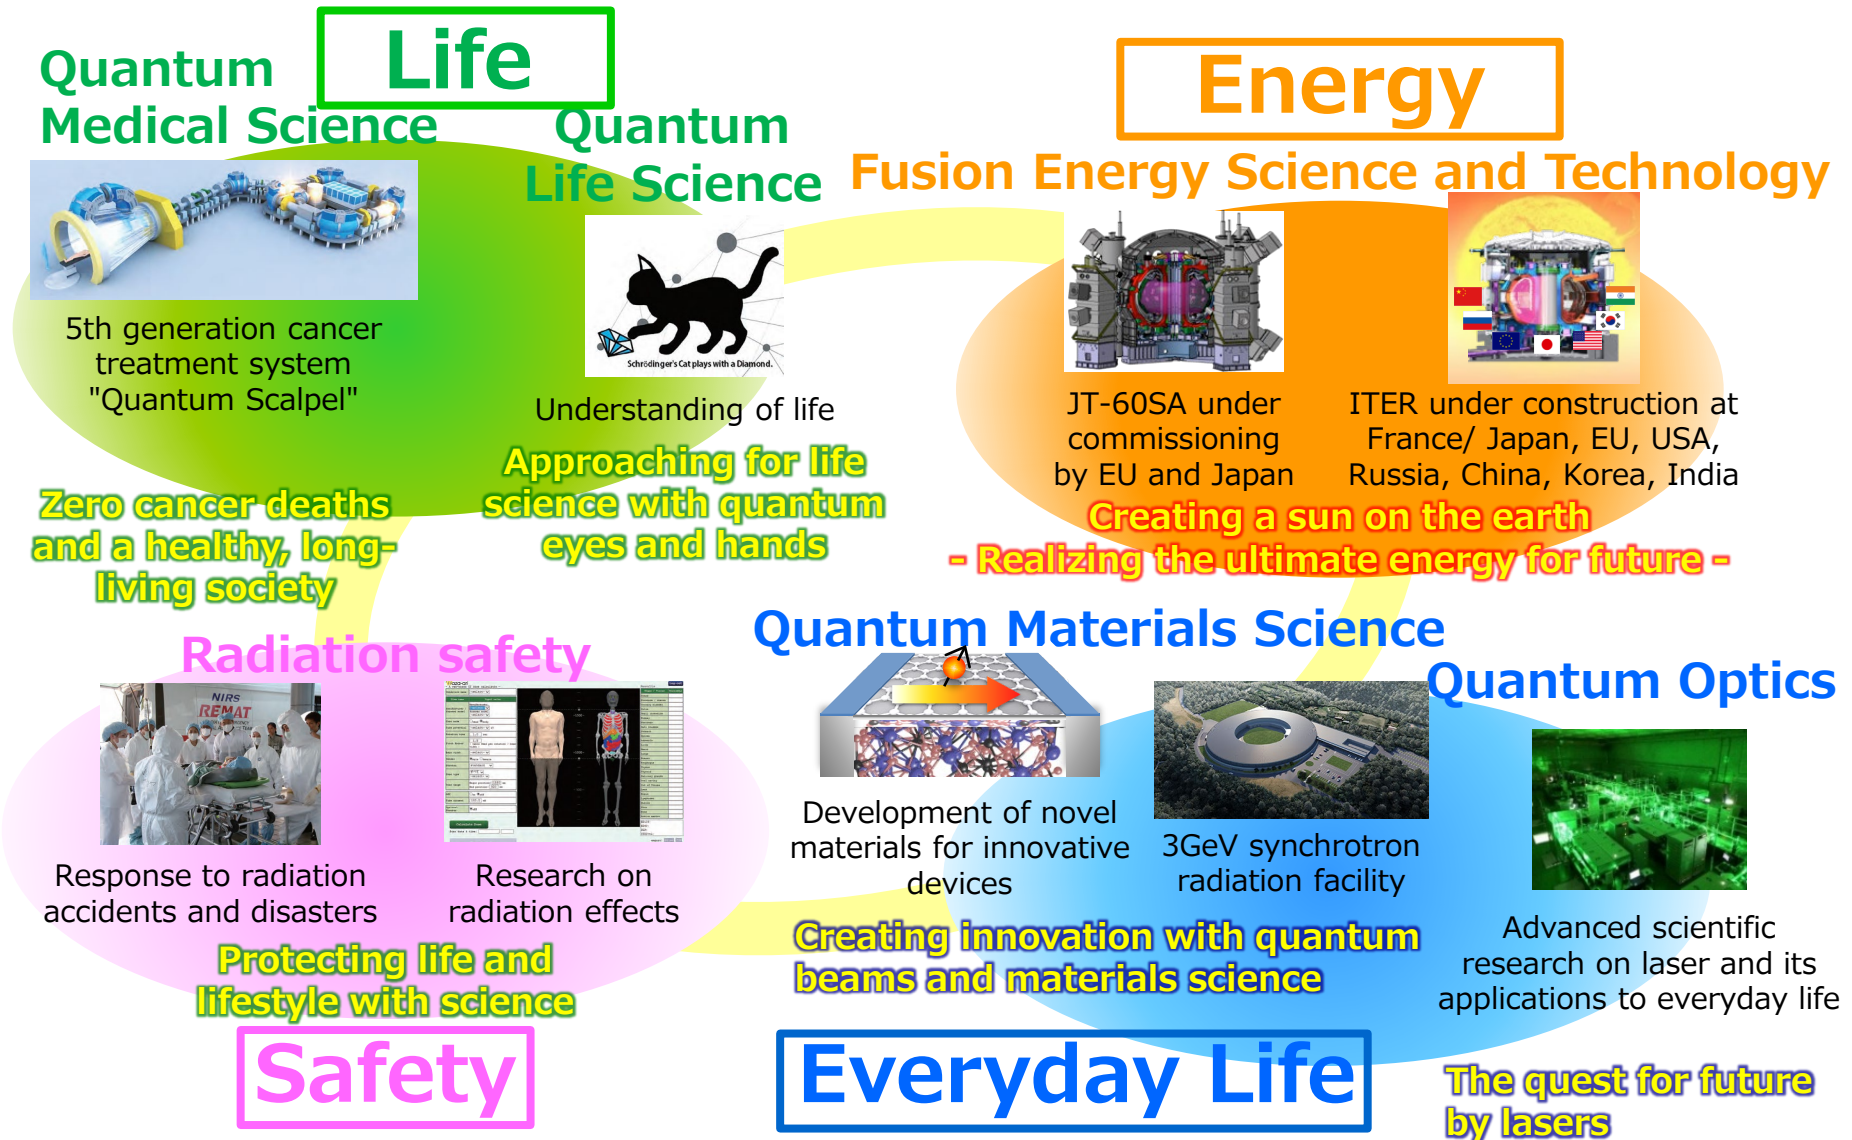 Life
Quantum
Medical Science
Quantum
Life Science
5th generation cancer
treatment system
"Quantum Scalpel"
Schrödinger's Cat plays with a Diamond.
Understanding of life
Zero cancer deaths
and a healthy, long-
living society
Approaching for life
science with quantum
eyes and hands
Energy
Fusion Energy Science and Technology
JT-60SA under
commissioning
by EU and Japan
ITER under construction at
France/ Japan, EU, USA,
Russia, China, Korea, India
Creating a sun on the earth
- Realizing the ultimate energy for future -
Radiation safety
NIRS
REMAT
Response to radiation
accidents and disasters
Research on
radiation effects
Protecting life and
lifestyle with science
Safety
Quantum Materials Science
Quantum Optics
Development of novel
materials for innovative
devices
3GeV synchrotron
radiation facility
Creating innovation with quantum
beams and materials science
Advanced scientific
research on laser and its
applications to everyday life
The quest for future
by lasers
Everyday Life